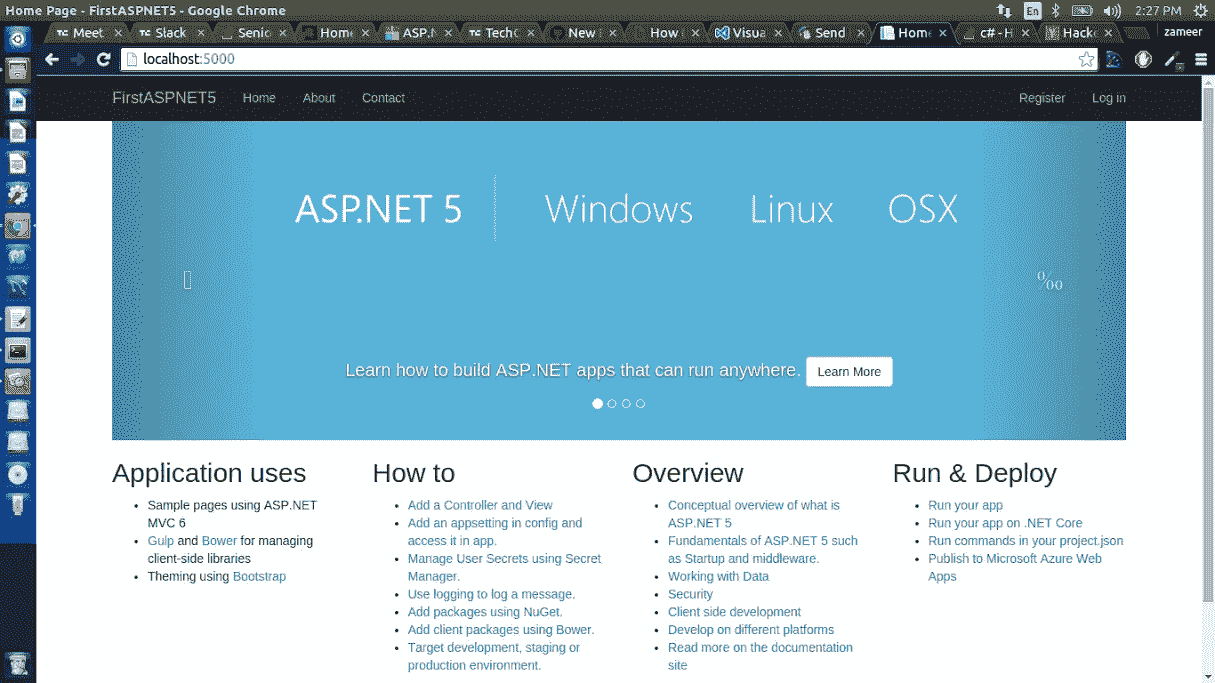 Home Page - FirstASPNET5 - Google Chrome
En
2:27 PM
TC Meet
TC Slack
Senio
Home
ASP.N
TC TechC
New
How
Visua
Send
Hom
c# - H
Hacke
zameer
localhost:5000
FirstASPNET5 Home About Contact Register Log in
ASP.NET 5 Windows Linux OSX
‰
Learn how to build ASP.NET apps that can run anywhere. Learn More
Application uses
Sample pages using ASP.NET
MVC 6
Gulp and Bower for managing
client-side libraries
Theming using Bootstrap
How to
Add a Controller and View
Add an appsetting in config and
access it in app.
Manage User Secrets using Secret
Manager.
Use logging to log a message.
Add packages using NuGet.
Add client packages using Bower.
Target development, staging or
production environment.
Overview
Conceptual overview of what is
ASP.NET 5
Fundamentals of ASP.NET 5 such
as Startup and middleware.
Working with Data
Security
Client side development
Develop on different platforms
Read more on the documentation
site
Run & Deploy
Run your app
Run your app on .NET Core
Run commands in your project.json
Publish to Microsoft Azure Web
Apps